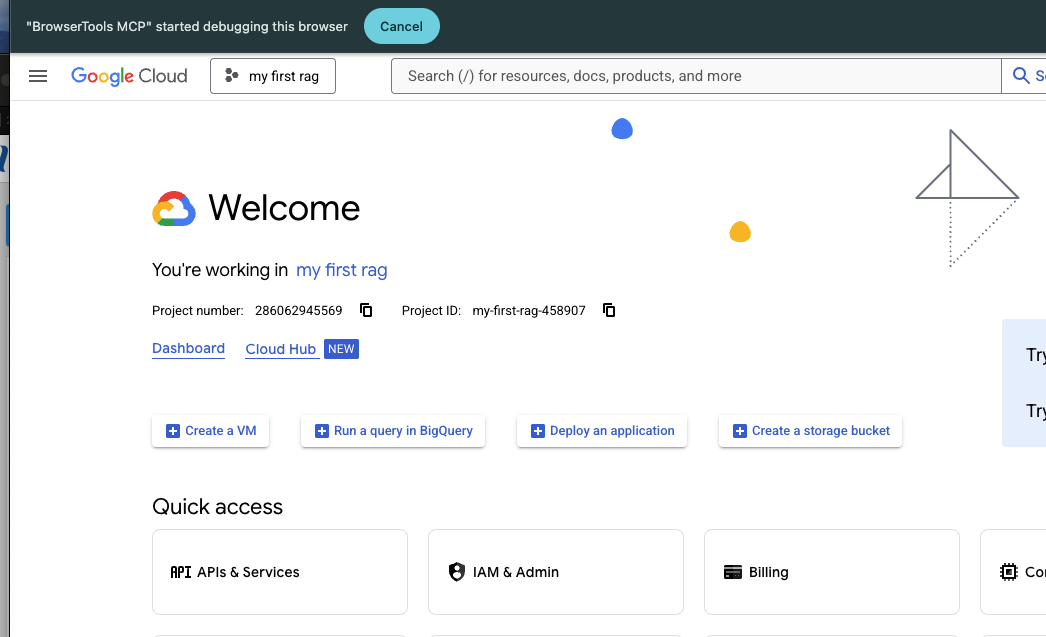 "BrowserTools MCP" started debugging this browser Cancel
Google Cloud my first rag Search (/) for resources, docs, products, and more
Welcome
You're working in my first rag
Project number: 286062945569 Project ID: my-first-rag-458907
Dashboard Cloud Hub NEW
Try
Try
Create a VM Run a query in BigQuery Deploy an application Create a storage bucket
Quick access
API APIs & Services IAM & Admin Billing